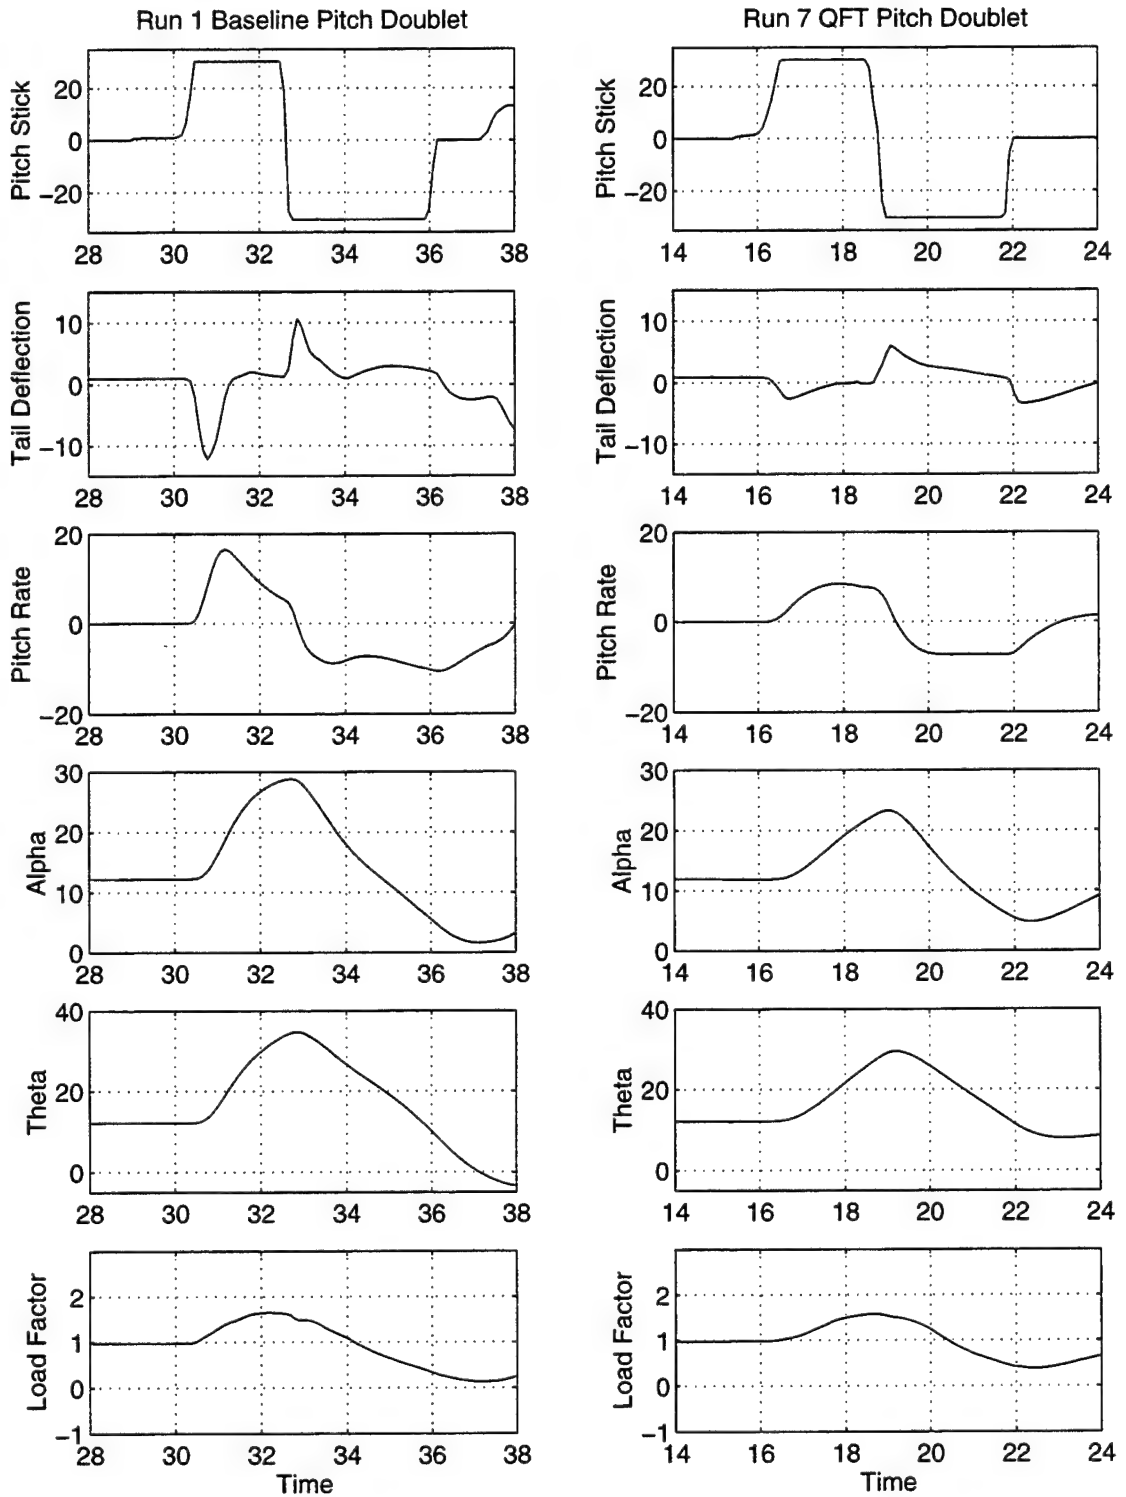 Run 1 Baseline Pitch Doublet
Pitch Stick
20
0
−20
28 30 32 34 36 38
Tail Deflection
10
0
−10
28 30 32 34 36 38
Pitch Rate
20
0
−20
28 30 32 34 36 38
Alpha
30
20
10
0
28 30 32 34 36 38
Theta
40
20
0
28 30 32 34 36 38
Load Factor
2
1
0
−1
28 30 32 34 36 38
Time
Run 7 QFT Pitch Doublet
Pitch Stick
20
0
−20
14 16 18 20 22 24
Tail Deflection
10
0
−10
14 16 18 20 22 24
Pitch Rate
20
0
−20
14 16 18 20 22 24
Alpha
30
20
10
0
14 16 18 20 22 24
Theta
40
20
0
14 16 18 20 22 24
Load Factor
2
1
0
−1
14 16 18 20 22 24
Time